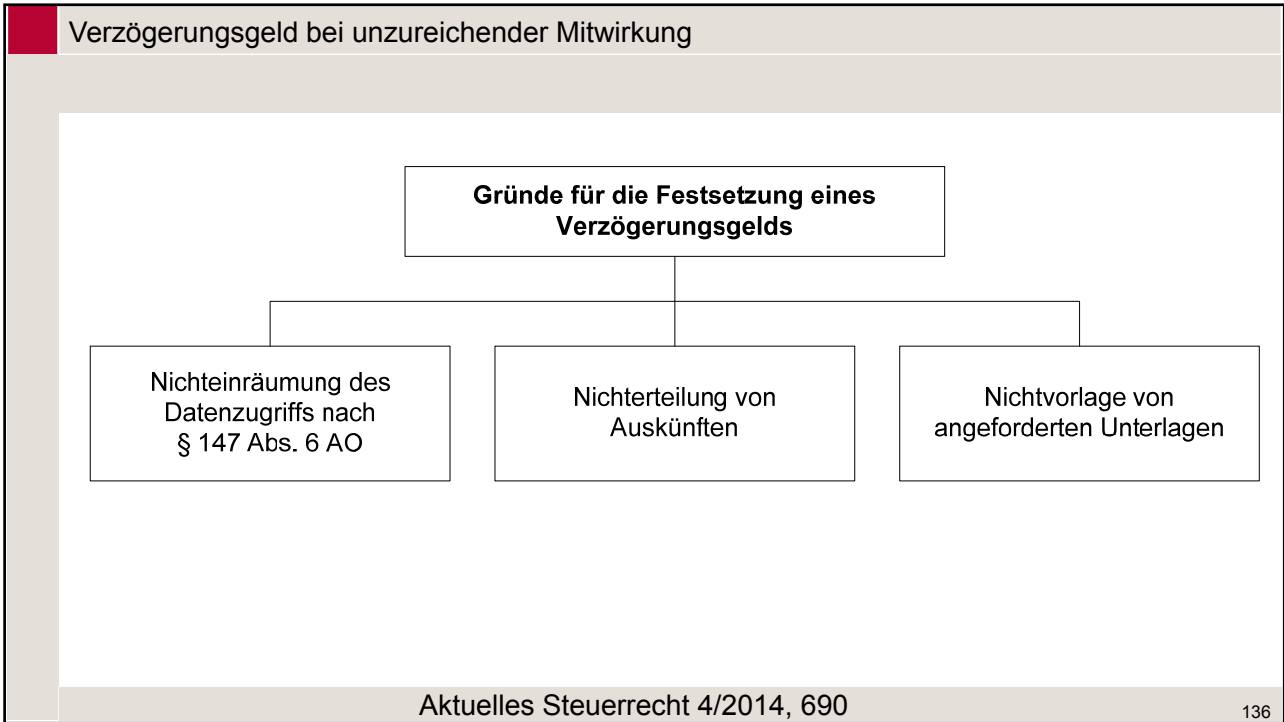 Verzögerungsgeld bei unzureichender Mitwirkung
Gründe für die Festsetzung eines
Verzögerungsgelds
Nichteinräumung des
Datenzugriffs nach
§ 147 Abs. 6 AO
Nichterteilung von
Auskünften
Nichtvorlage von
angeforderten Unterlagen
Aktuelles Steuerrecht 4/2014, 690
136